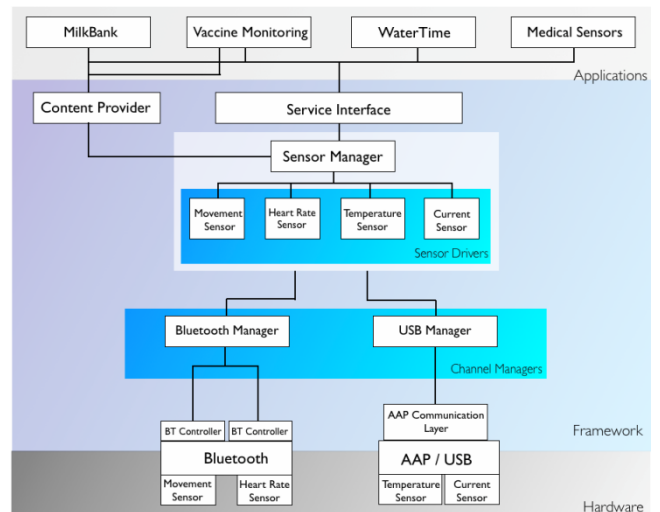 MilkBank
Vaccine Monitoring
WaterTime
Medical Sensors
Applications
Content Provider
Service Interface
Sensor Manager
Movement
Sensor
Heart Rate
Sensor
Temperature
Sensor
Current
Sensor
Sensor Drivers
Bluetooth Manager
USB Manager
Channel Managers
BT Controller
BT Controller
AAP Communication
Layer
Framework
Bluetooth
AAP / USB
Movement
Sensor
Heart Rate
Sensor
Temperature
Sensor
Current
Sensor
Hardware